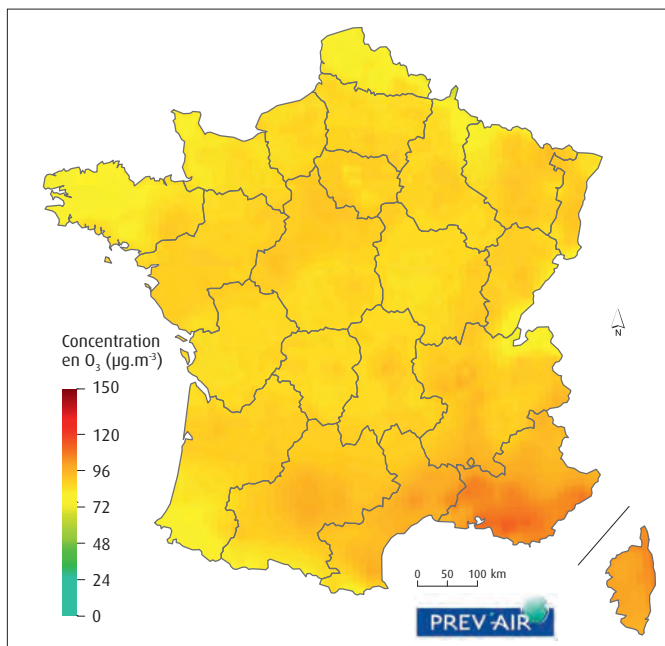 Concentration
en O₃ (µg.m⁻³)
150
120
96
72
48
24
0
N
0 50 100 km
PREV'AIR